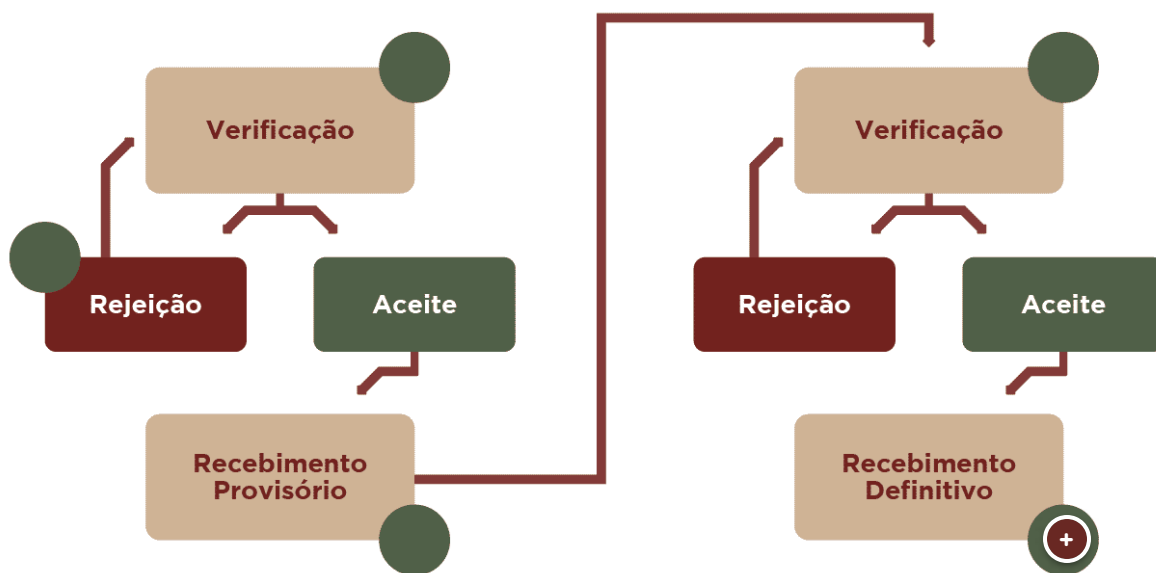 Verificação
Rejeição
Aceite
Recebimento
Provisório
Verificação
Rejeição
Aceite
Recebimento
Definitivo
+